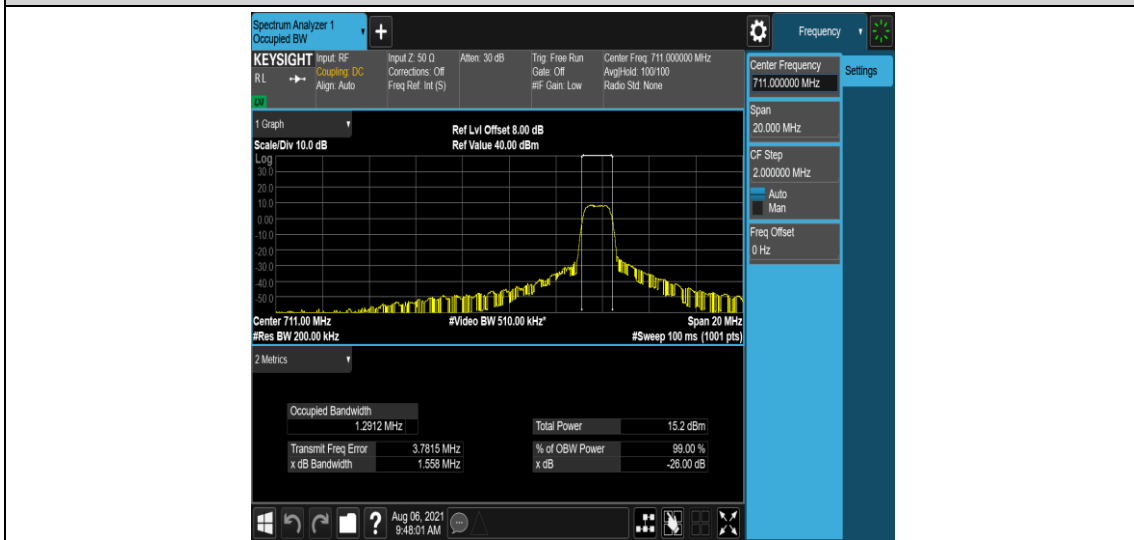 Spectrum Analyzer 1
Occupied BW
+
Frequency
KEYSIGHT Input: RF Input Z: 50 Ω Atten: 30 dB Trig: Free Run Center Freq: 711.000000 MHz
RL Coupling: DC Corrections: Off Gate: Off Avg|Hold: 100/100
Align: Auto Freq Ref: Int (S) #IF Gain: Low Radio Std: None
LXI
Center Frequency
711.000000 MHz
Settings
Span
20.000 MHz
CF Step
2.000000 MHz
Auto
Man
Freq Offset
0 Hz
1 Graph
Ref Lvl Offset 8.00 dB
Scale/Div 10.0 dB Ref Value 40.00 dBm
Log
30.0
20.0
10.0
0.00
-10.0
-20.0
-30.0
-40.0
-50.0
Center 711.00 MHz #Video BW 510.00 kHz* Span 20 MHz
#Res BW 200.00 kHz #Sweep 100 ms (1001 pts)
2 Metrics
Occupied Bandwidth
1.2912 MHz
Total Power 15.2 dBm
Transmit Freq Error 3.7815 MHz % of OBW Power 99.00 %
x dB Bandwidth 1.558 MHz x dB -26.00 dB
?
Aug 06, 2021
9:48:01 AM